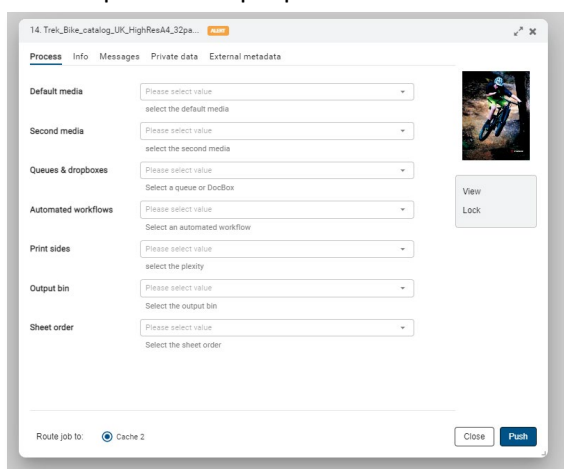 14. Trek_Bike_catalog_UK_HighResA4_32pa... ALERT
Process Info Messages Private data External metadata
Default media Please select value
select the default media
Second media Please select value
select the second media
Queues & dropboxes Please select value
Select a queue or DocBox
View
Automated workflows Please select value
Lock
Select an automated workflow
Print sides Please select value
select the plexity
Output bin Please select value
Select the output bin
Sheet order Please select value
Select the sheet order
Route job to: Cache 2 Close Push